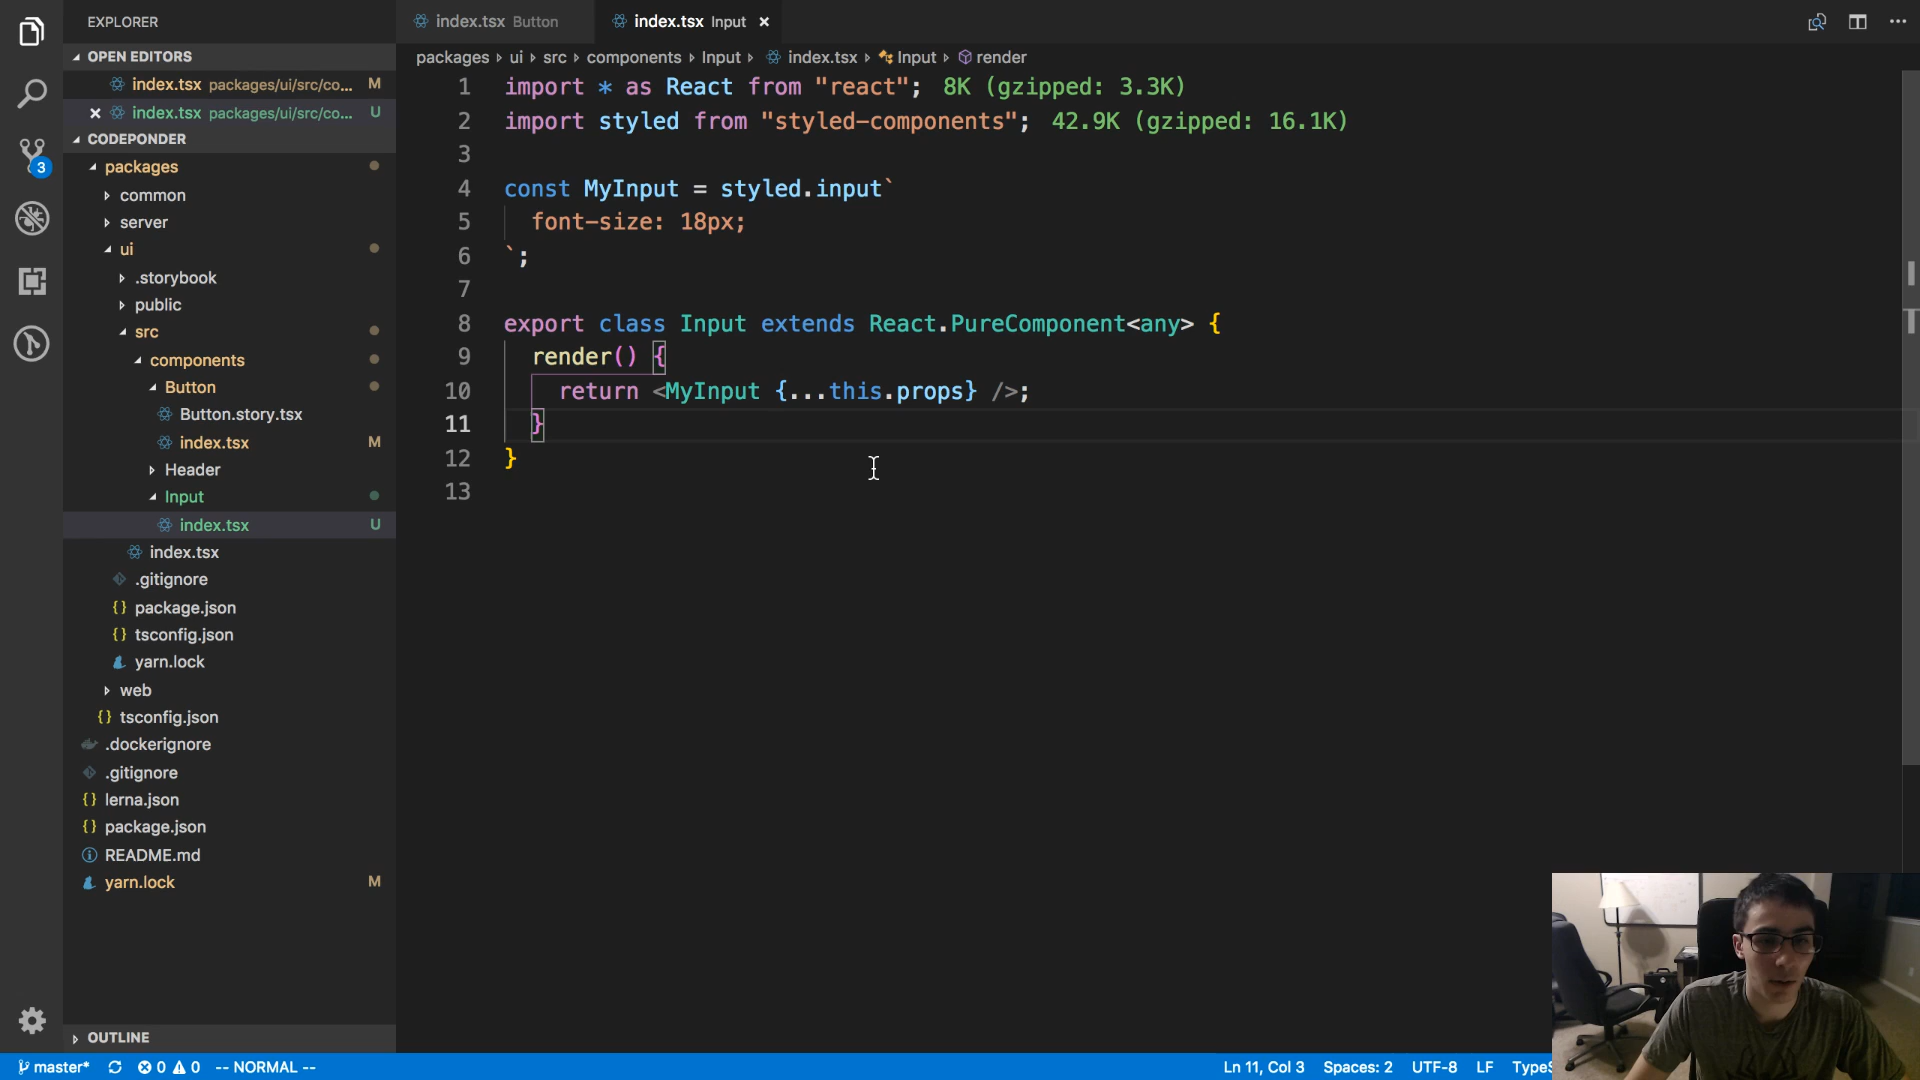 EXPLORER
OPEN EDITORS
index.tsx packages/ui/src/co... M
index.tsx packages/ui/src/co... U
CODEPONDER
packages
common
server
ui
.storybook
public
src
components
Button
Button.story.tsx
index.tsx M
Header
Input
index.tsx U
index.tsx
.gitignore
package.json
tsconfig.json
yarn.lock
web
tsconfig.json
.dockerignore
.gitignore
lerna.json
package.json
README.md
yarn.lock M
OUTLINE
3
index.tsx Button
index.tsx Input
packages ui src components Input index.tsx Input render
1 import * as React from "react"; 8K (gzipped: 3.3K)
2 import styled from "styled-components"; 42.9K (gzipped: 16.1K)
3
4 const MyInput = styled.input`
5 font-size: 18px;
6 `;
7
8 export class Input extends React.PureComponent<any> {
9 render() {
10 return <MyInput {...this.props} />;
11 }
12 }
13
master* 0 0 -- NORMAL -- Ln 11, Col 3 Spaces: 2 UTF-8 LF